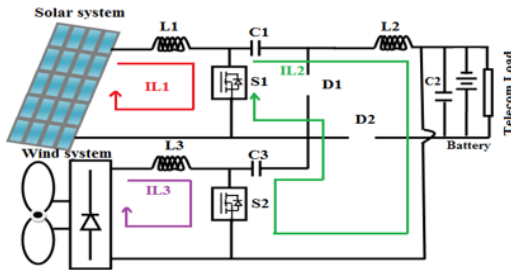 Solar system
L1
C1
L2
S1
IL1
IL2
D1
C2
D2
Telecom Load
Battery
Wind system
L3
C3
IL3
S2